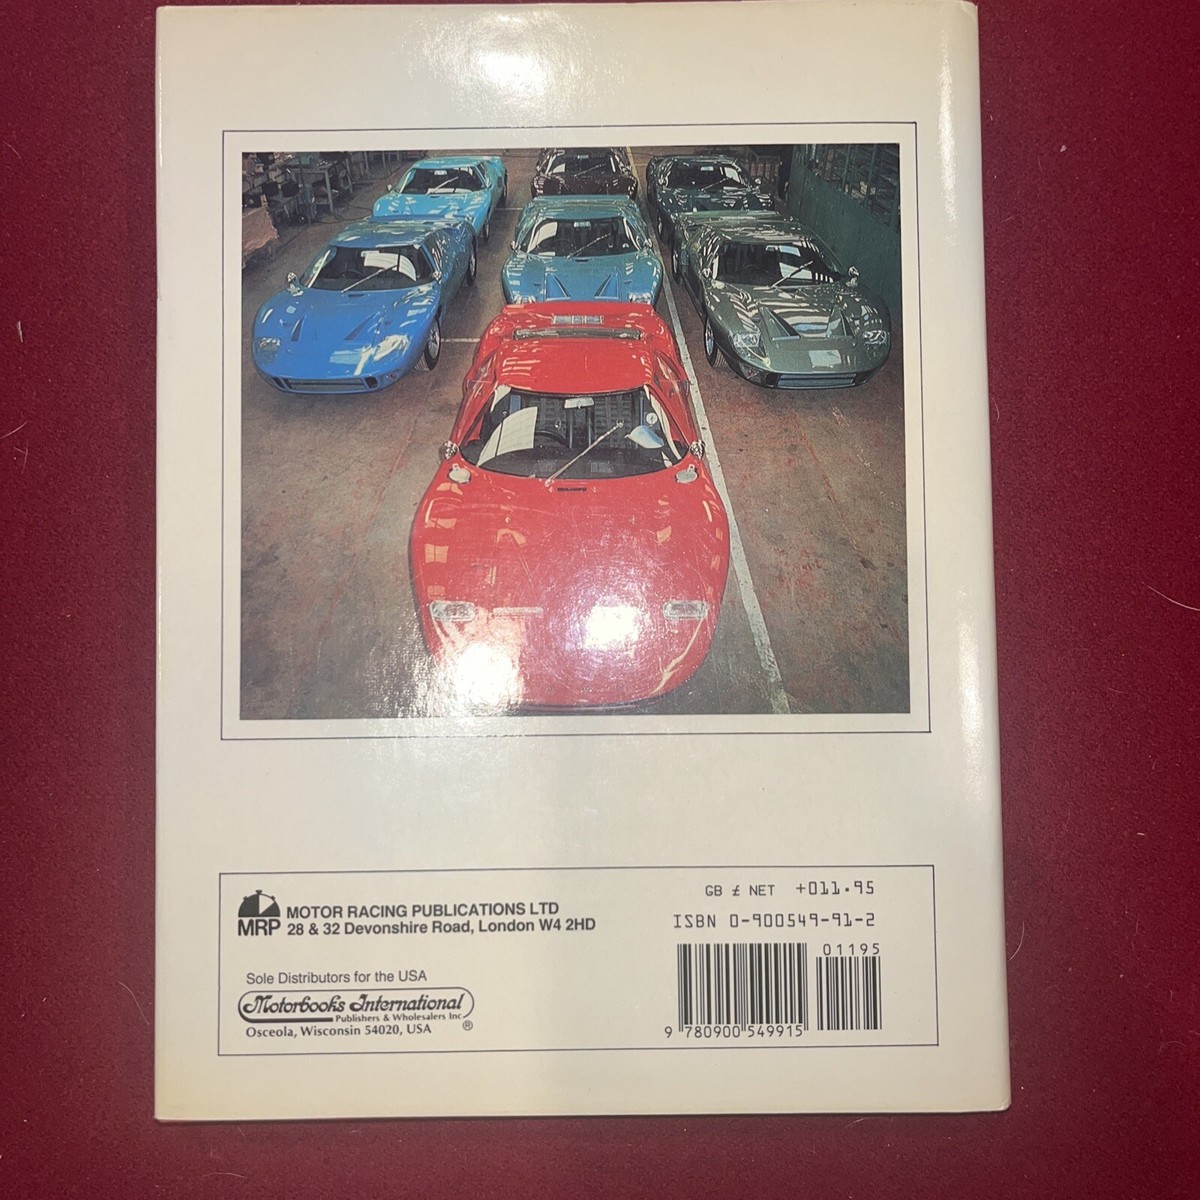 MRP
MOTOR RACING PUBLICATIONS LTD
28 & 32 Devonshire Road, London W4 2HD
Sole Distributors for the USA
Motorbooks International
Publishers & Wholesalers Inc
®
Osceola, Wisconsin 54020, USA
GB £ NET +011.95
ISBN 0-900549-91-2
01195
9 780900 549915